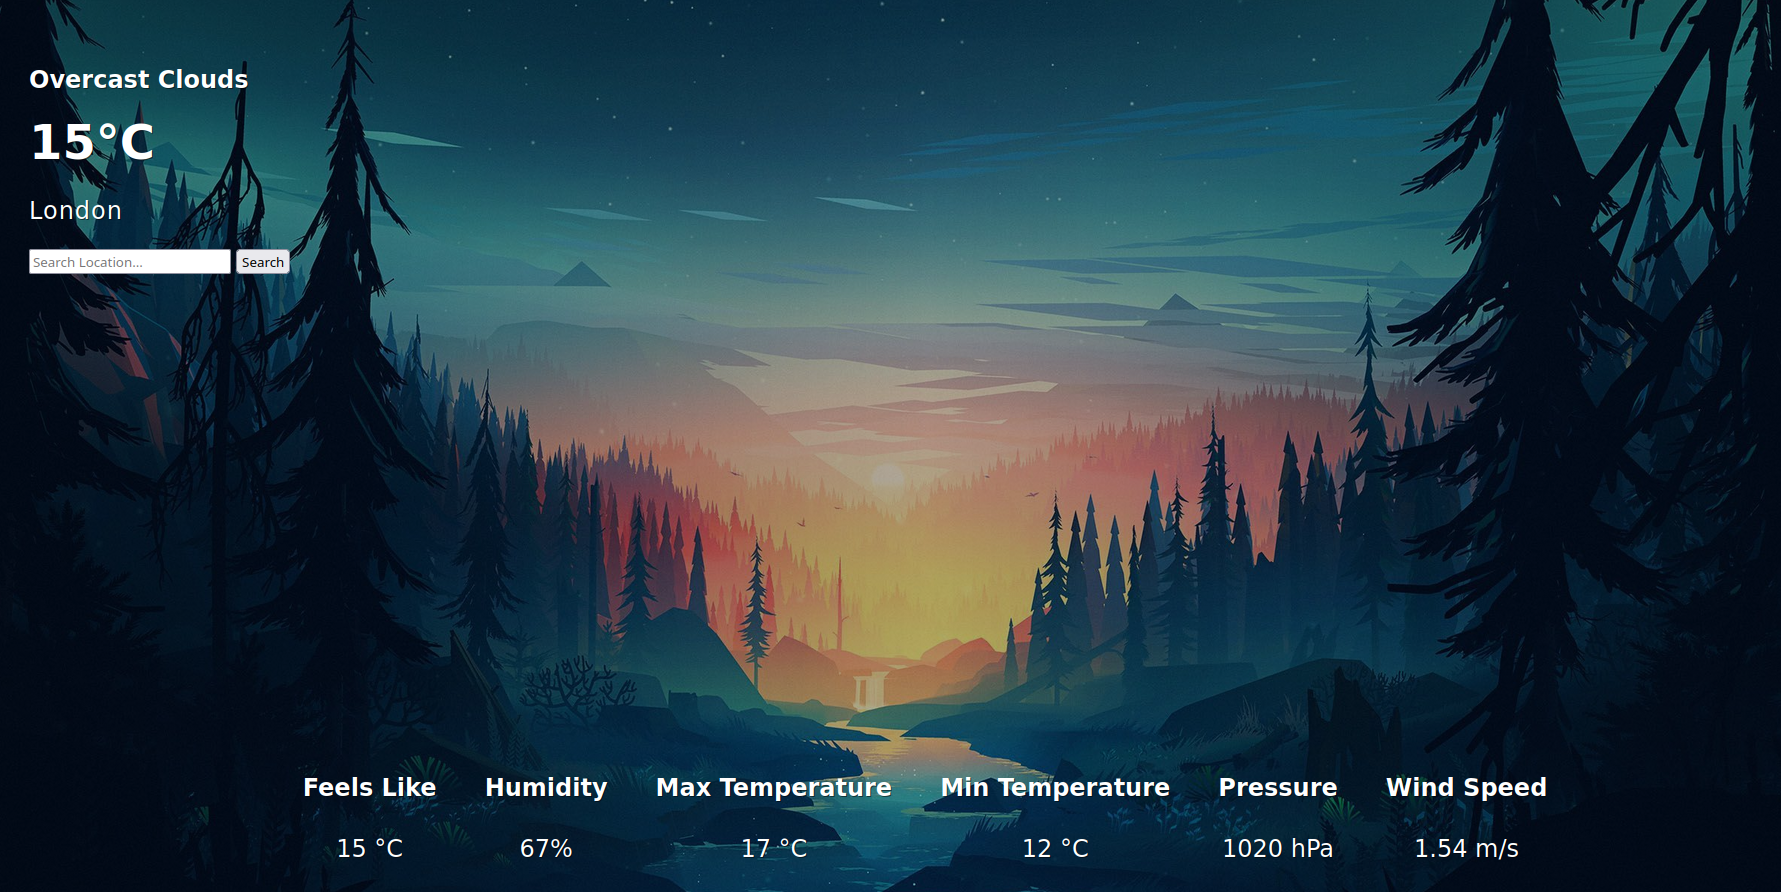 Overcast Clouds
15°C
London
Search Location... Search
Feels Like Humidity Max Temperature Min Temperature Pressure Wind Speed
15 °C 67% 17 °C 12 °C 1020 hPa 1.54 m/s